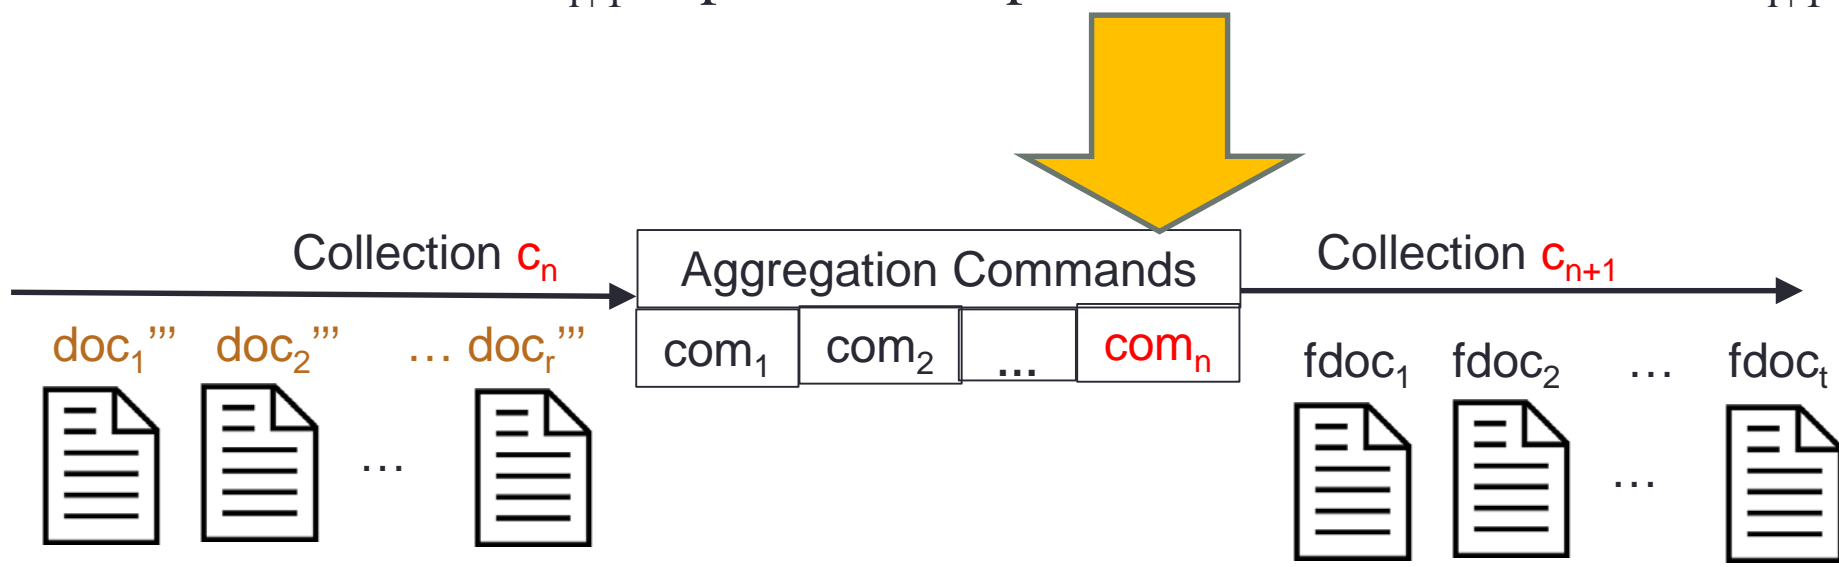 Collection cₙ
Aggregation Commands
Collection cₙ₊₁
doc₁''' doc₂''' … docᵣ'''
com₁ com₂ ... comₙ
fdoc₁ fdoc₂ … fdocₜ
…
…